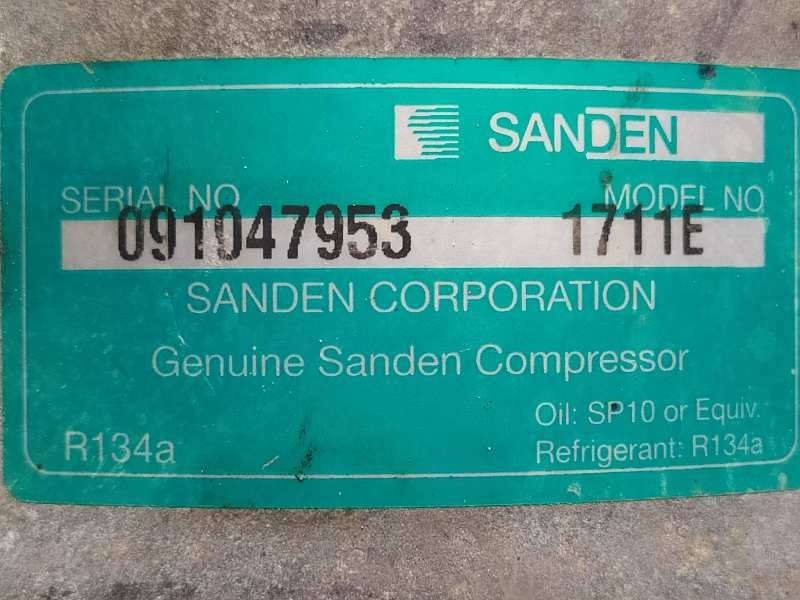 SANDEN
SERIAL NO MODEL NO
091047953 1711E
SANDEN CORPORATION
Genuine Sanden Compressor
Oil: SP10 or Equiv.
R134a Refrigerant: R134a